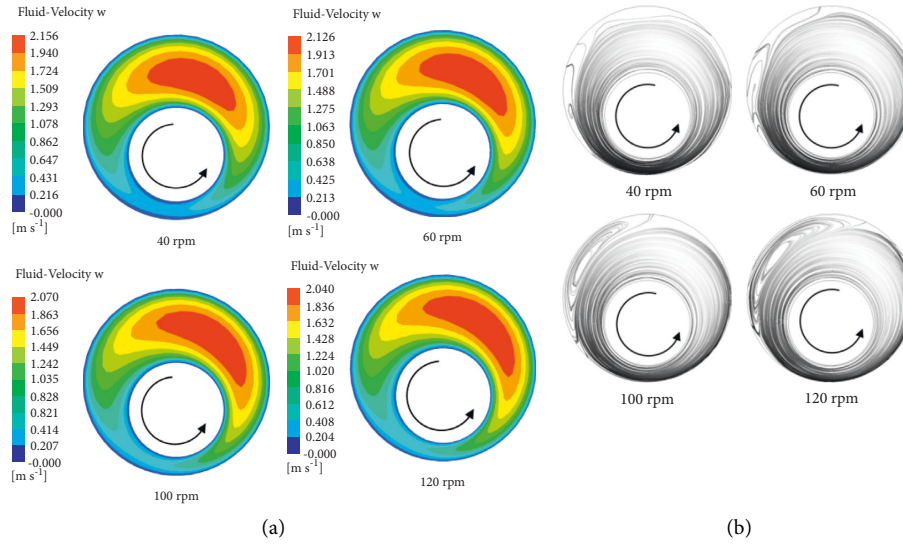 Fluid-Velocity w
2.156
1.940
1.724
1.509
1.293
1.078
0.862
0.647
0.431
0.216
-0.000
[m s-1]
40 rpm
Fluid-Velocity w
2.126
1.913
1.701
1.488
1.275
1.063
0.850
0.638
0.425
0.213
-0.000
[m s-1]
60 rpm
Fluid-Velocity w
2.070
1.863
1.656
1.449
1.242
1.035
0.828
0.821
0.414
0.207
-0.000
[m s-1]
100 rpm
Fluid-Velocity w
2.040
1.836
1.632
1.428
1.224
1.020
0.816
0.612
0.408
0.204
-0.000
[m s-1]
120 rpm
(a)
40 rpm
60 rpm
100 rpm
120 rpm
(b)